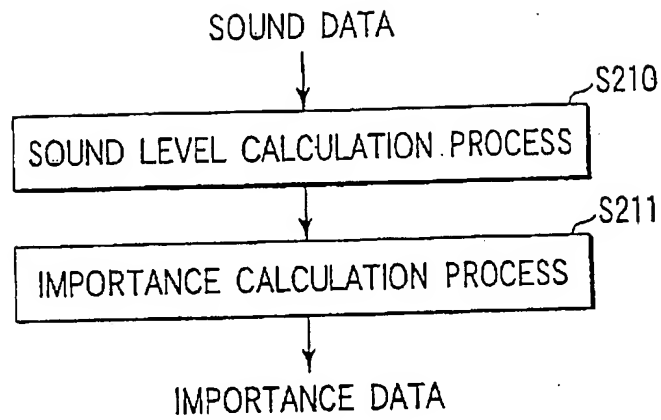 SOUND DATA
S210
SOUND LEVEL CALCULATION PROCESS
S211
IMPORTANCE CALCULATION PROCESS
IMPORTANCE DATA